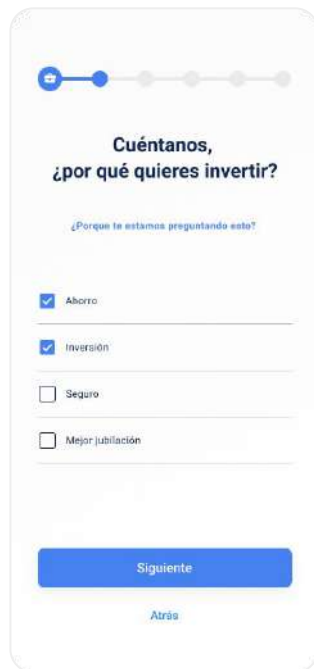 Cuéntanos,
¿por qué quieres invertir?
¿Porque te estamos preguntando esto?
Ahorro
Inversión
Seguro
Mejor jubilación
Siguiente
Atrás